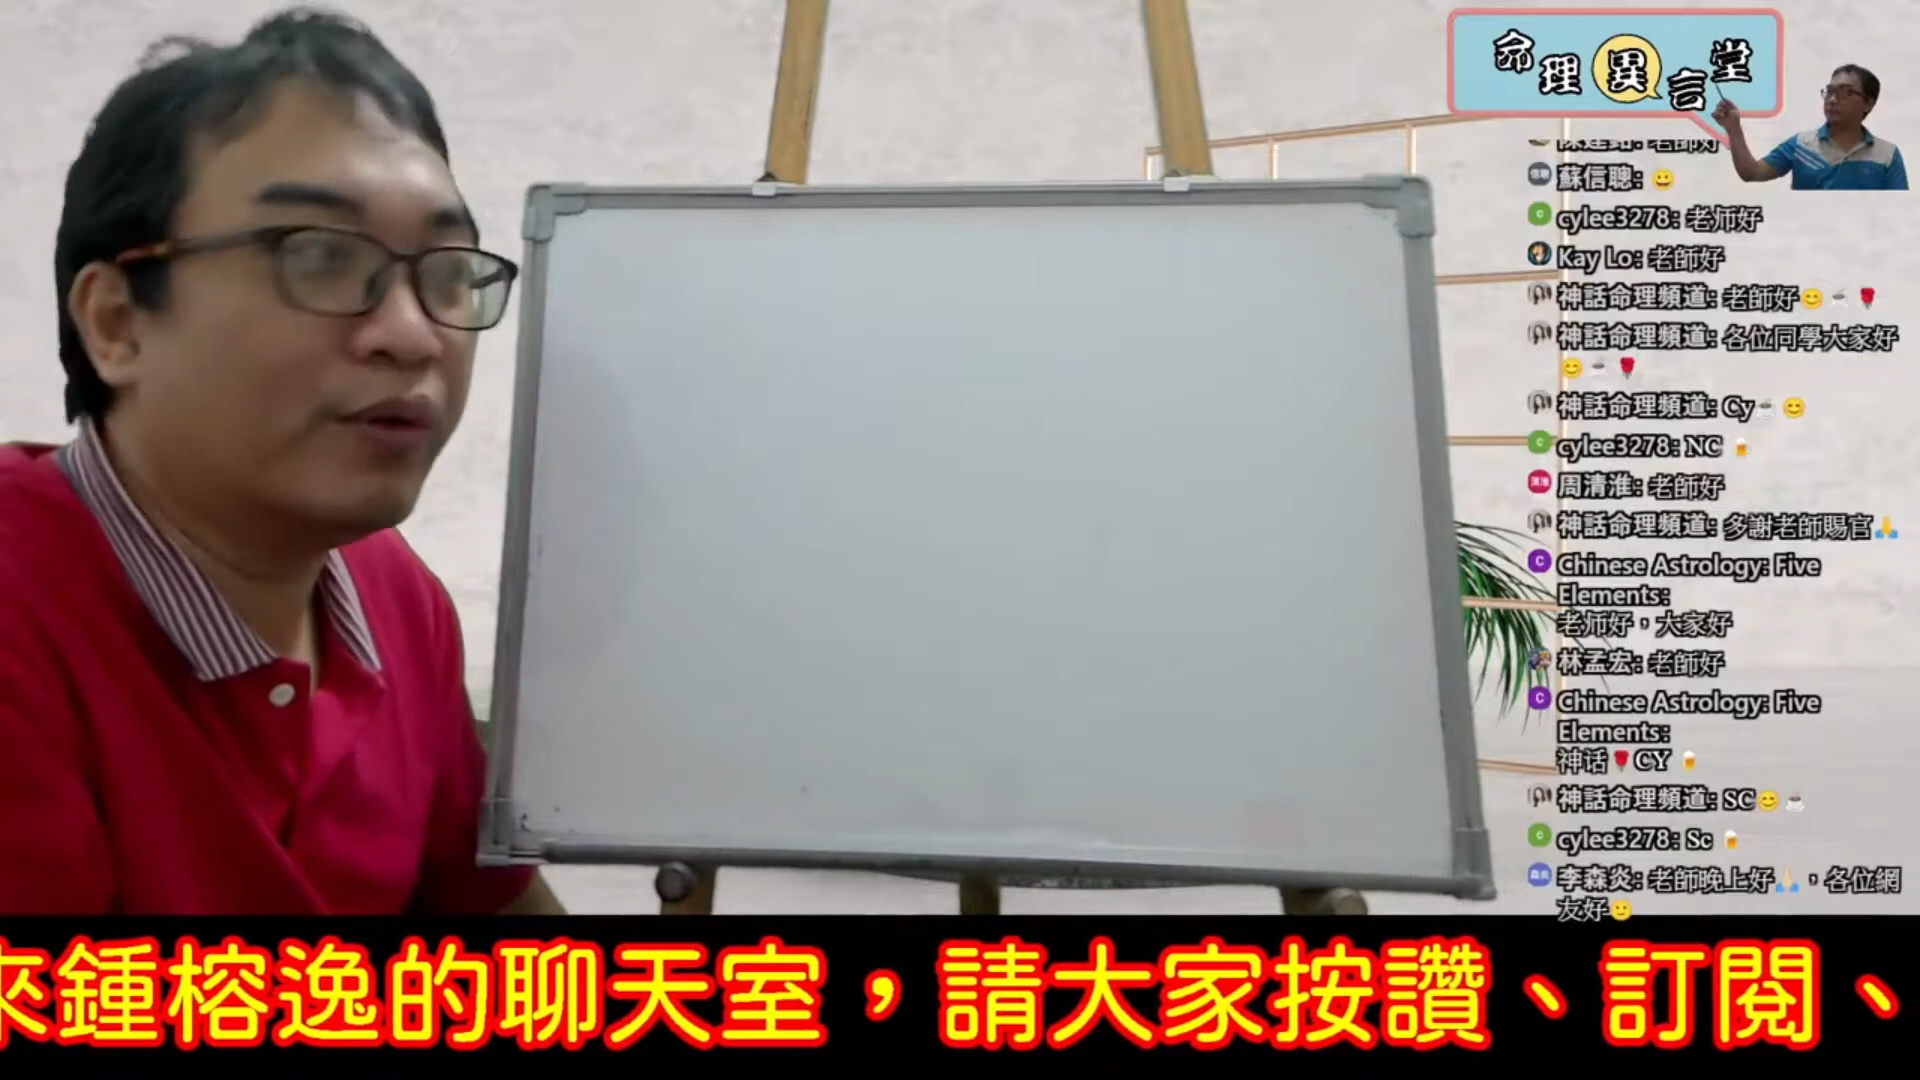 命理異言堂
老師好
蘇信聰: 😀
cylee3278: 老师好
Kay Lo: 老師好
神話命理頻道: 老師好😊☕🌹
神話命理頻道: 各位同學大家好
😊☕🌹
神話命理頻道: Cy☕😊
cylee3278: NC 🍺
周清淮: 老師好
神話命理頻道: 多謝老師賜官🙏
Chinese Astrology: Five
Elements:
老师好，大家好
林孟宏: 老師好
Chinese Astrology: Five
Elements:
神话🌹CY 🍺
神話命理頻道: SC😊☕
cylee3278: Sc 🍺
李森炎: 老師晚上好🙏，各位網
友好🙂
來鍾榕逸的聊天室，請大家按讚、訂閱、